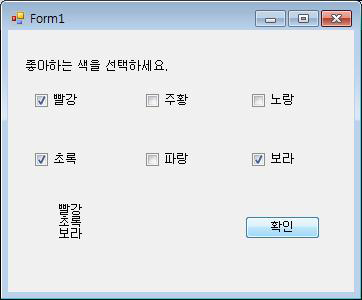 Form1
좋아하는 색을 선택하세요.
빨강 주황 노랑
초록 파랑 보라
빨강
초록
보라
확인